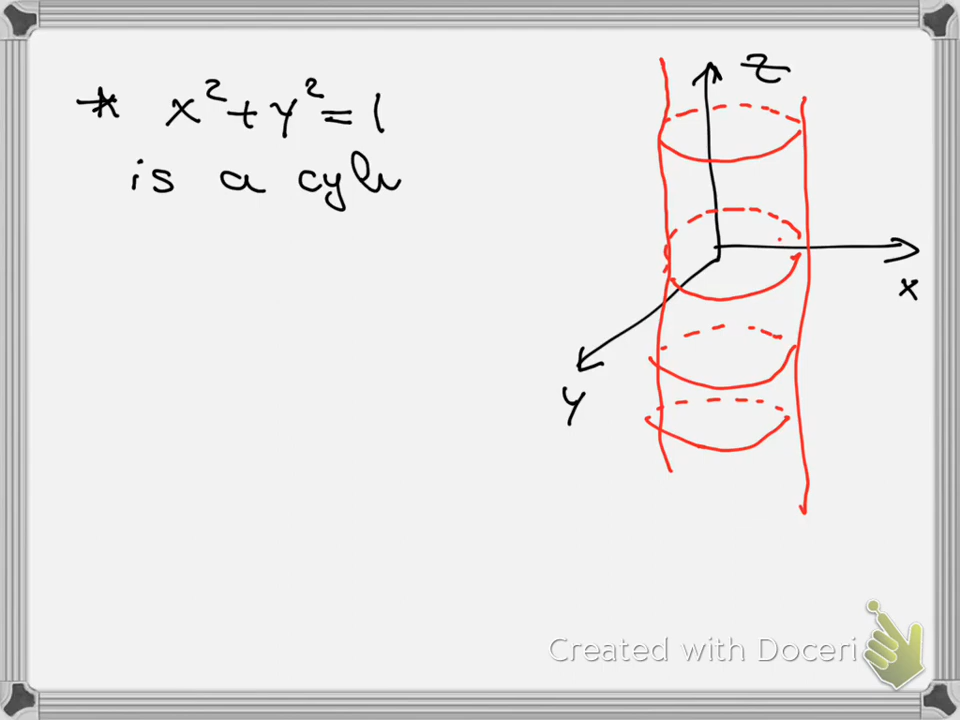 * x²+y²=1
is a cyli
z
x
y
Created with Doceri